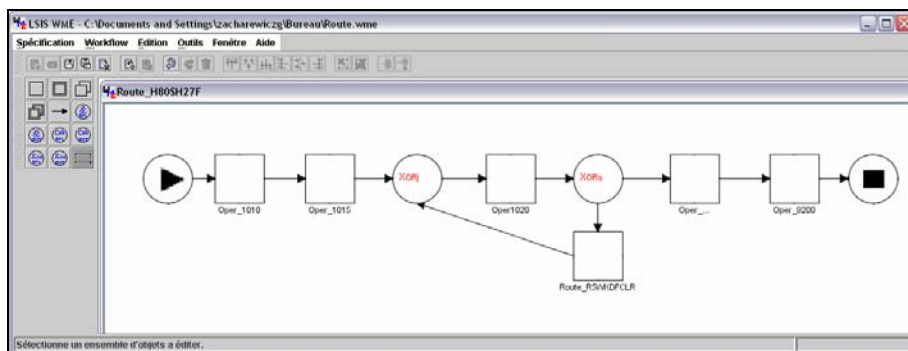 LSIS WME - C:\Documents and Settings\zacharewiczg\Bureau\Route.wme
Spécification Workflow Edition Outils Fenêtre Aide
Route_H80SH27F
XORj
XORs
Oper_1010
Oper_1015
Oper1020
Oper_...
Oper_9200
Route_RSWKDFCLR
Sélectionne un ensemble d'objets a éditer.